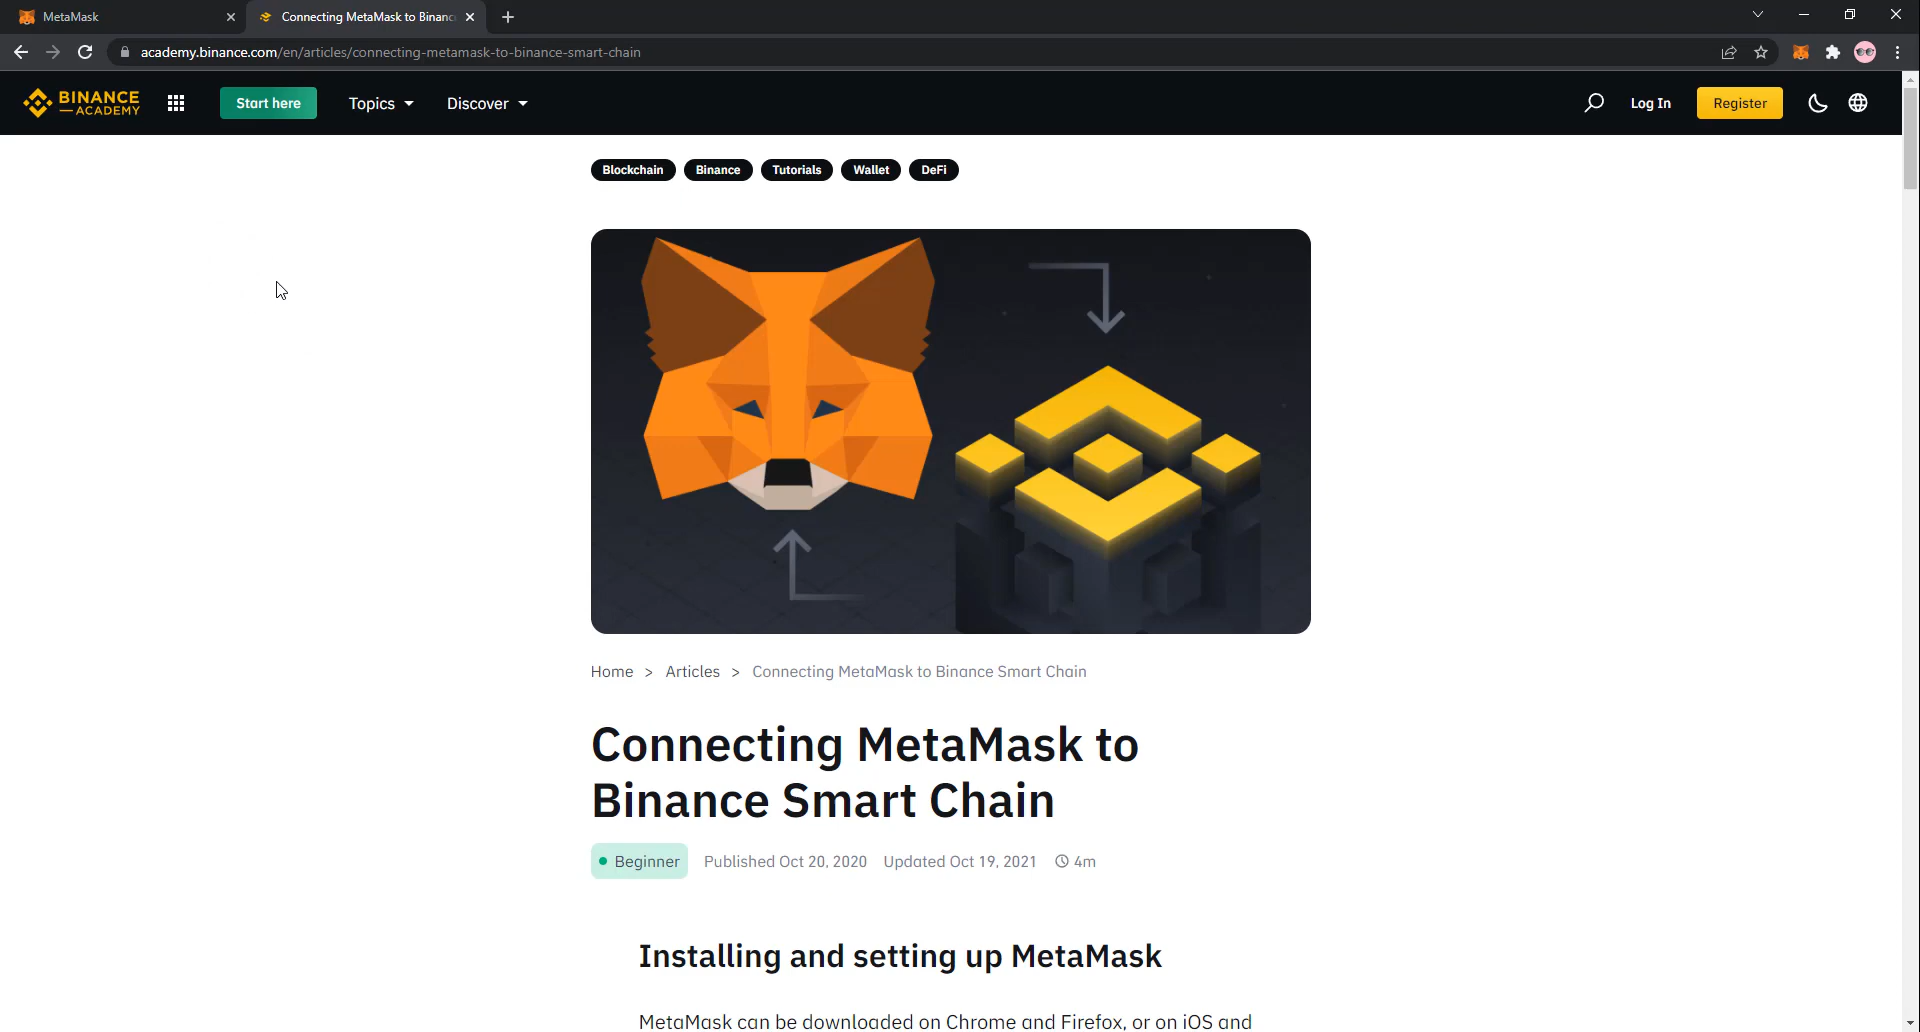 MetaMask
Connecting MetaMask to Binanc
academy.binance.com/en/articles/connecting-metamask-to-binance-smart-chain
BINANCE
ACADEMY
Start here
Topics
Discover
Log In
Register
Blockchain
Binance
Tutorials
Wallet
DeFi
Home > Articles > Connecting MetaMask to Binance Smart Chain
Connecting MetaMask to
Binance Smart Chain
Beginner
Published Oct 20, 2020
Updated Oct 19, 2021
4m
Installing and setting up MetaMask
MetaMask can be downloaded on Chrome and Firefox, or on iOS and